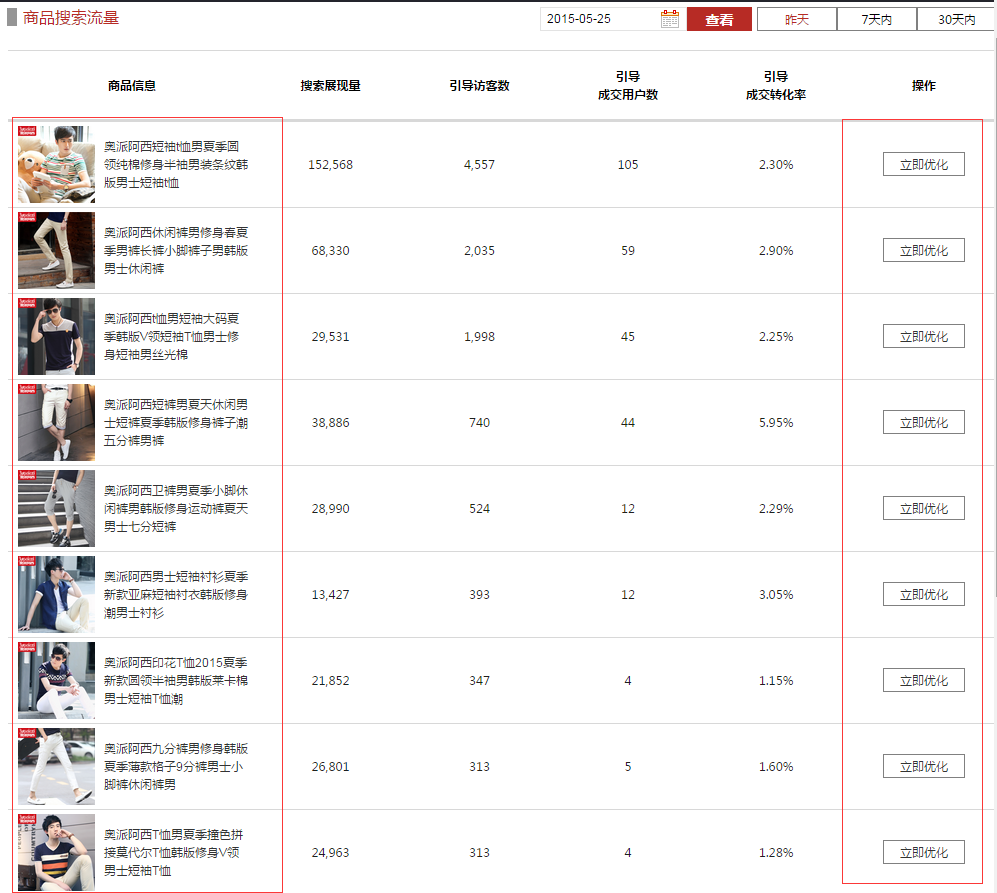 商品搜索流量
2015-05-25 查看 昨天 7天内 30天内
商品信息 搜索展现量 引导访客数 引导 成交用户数 引导 成交转化率 操作
奥派阿西短袖t恤男夏季圆
领纯棉修身半袖男装条纹韩
版男士短袖t恤
152,568 4,557 105 2.30% 立即优化
奥派阿西休闲裤男修身春夏
季男裤长裤小脚裤子男韩版
男士休闲裤
68,330 2,035 59 2.90% 立即优化
奥派阿西t恤男短袖大码夏
季韩版V领短袖T恤男士修
身短袖男丝光棉
29,531 1,998 45 2.25% 立即优化
奥派阿西短裤男夏天休闲男
士短裤夏季韩版修身裤子潮
五分裤男裤
38,886 740 44 5.95% 立即优化
奥派阿西卫裤男夏季小脚休
闲裤男韩版修身运动裤夏天
男士七分短裤
28,990 524 12 2.29% 立即优化
奥派阿西男士短袖衬衫夏季
新款亚麻短袖衬衣韩版修身
潮男士衬衫
13,427 393 12 3.05% 立即优化
奥派阿西印花T恤2015夏季
新款圆领半袖男韩版莱卡棉
男士短袖T恤潮
21,852 347 4 1.15% 立即优化
奥派阿西九分裤男修身韩版
夏季薄款格子9分裤男士小
脚裤休闲裤男
26,801 313 5 1.60% 立即优化
奥派阿西T恤男夏季撞色拼
接莫代尔T恤韩版修身V领
男士短袖T恤
24,963 313 4 1.28% 立即优化